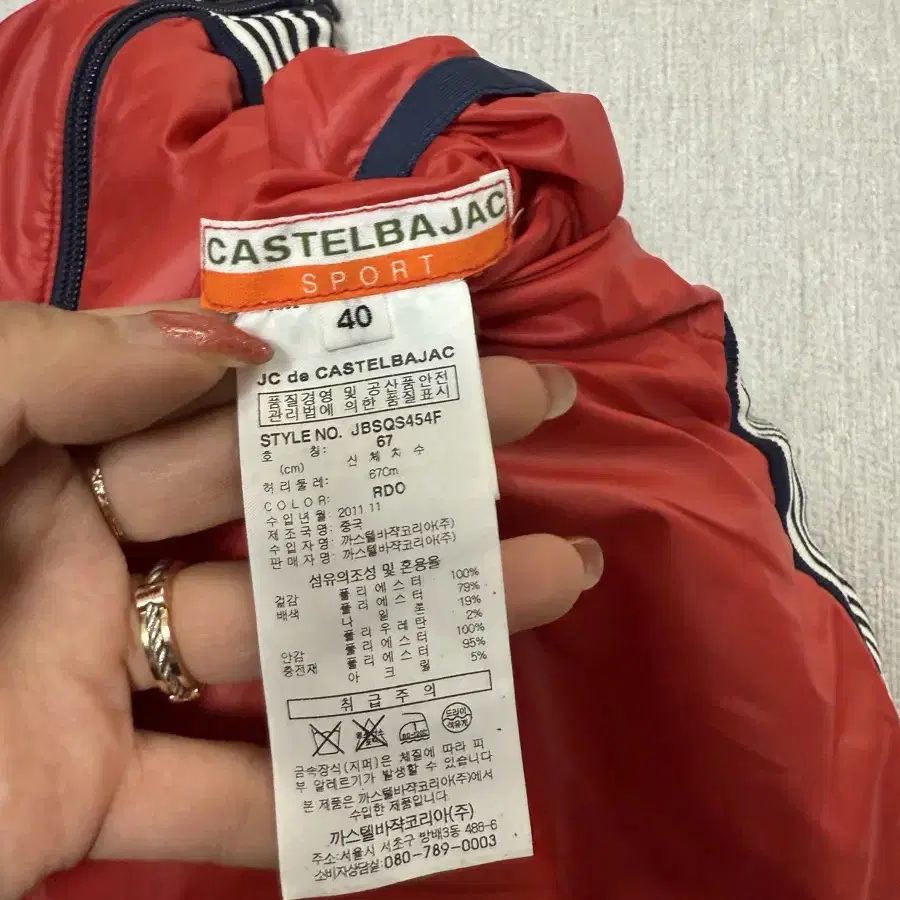 CASTELBAJAC
SPORT
40
JC de CASTELBAJAC
품질경영 및 공산품안전
관리법에 의한 품질표시
STYLE NO. JBSQS454F
호 칭: 67
(cm) 신 체 치 수
허리둘레: 67Cm
COLOR: RDO
수입년월: 2011.11
제조국명: 중국
수입자명: 까스텔바쟉코리아(주)
판매자명: 까스텔바쟉코리아(주)
섬유의조성 및 혼용율
겉감 폴리에스터 100%
배색 폴리에스터 79%
나 일 론 19%
폴리우레탄 2%
안감 폴리에스터 100%
충전재 폴리에스터 95%
아 크 릴 5%
취급주의
드라이
석유계
금속장식(지퍼)은 체질에 따라 피
부 알레르기가 발생할 수 있습니다
본 제품은 까스텔바쟉코리아(주)에서
수입한 제품입니다.
까스텔바쟉코리아(주)
주소:서울시 서초구 방배3동 488-6
소비자상담실: 080-789-0003